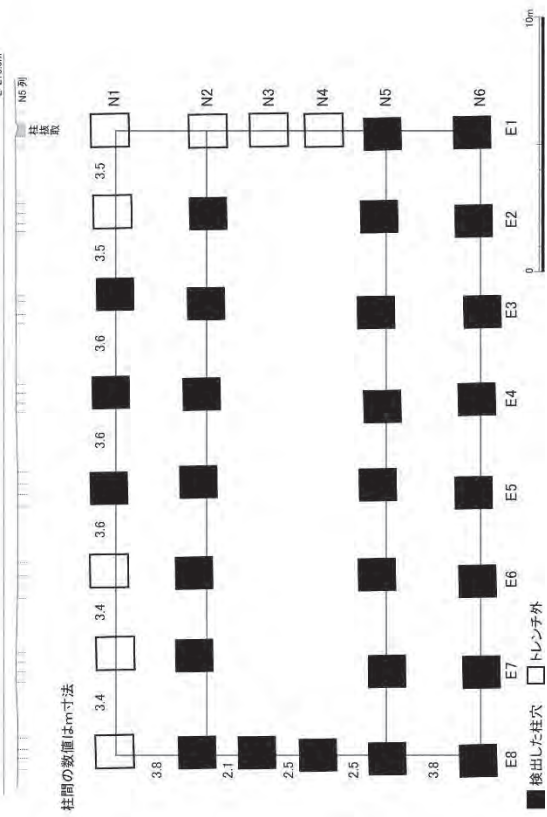 N5 列
柱抜取
柱間の数値はm寸法
3.4
3.4
3.6
3.6
3.6
3.5
3.5
N1
N2
N3
N4
N5
N6
3.8
2.1
2.5
2.5
3.8
E8
E7
E6
E5
E4
E3
E2
E1
検出した柱穴
トレンチ外
0
10m